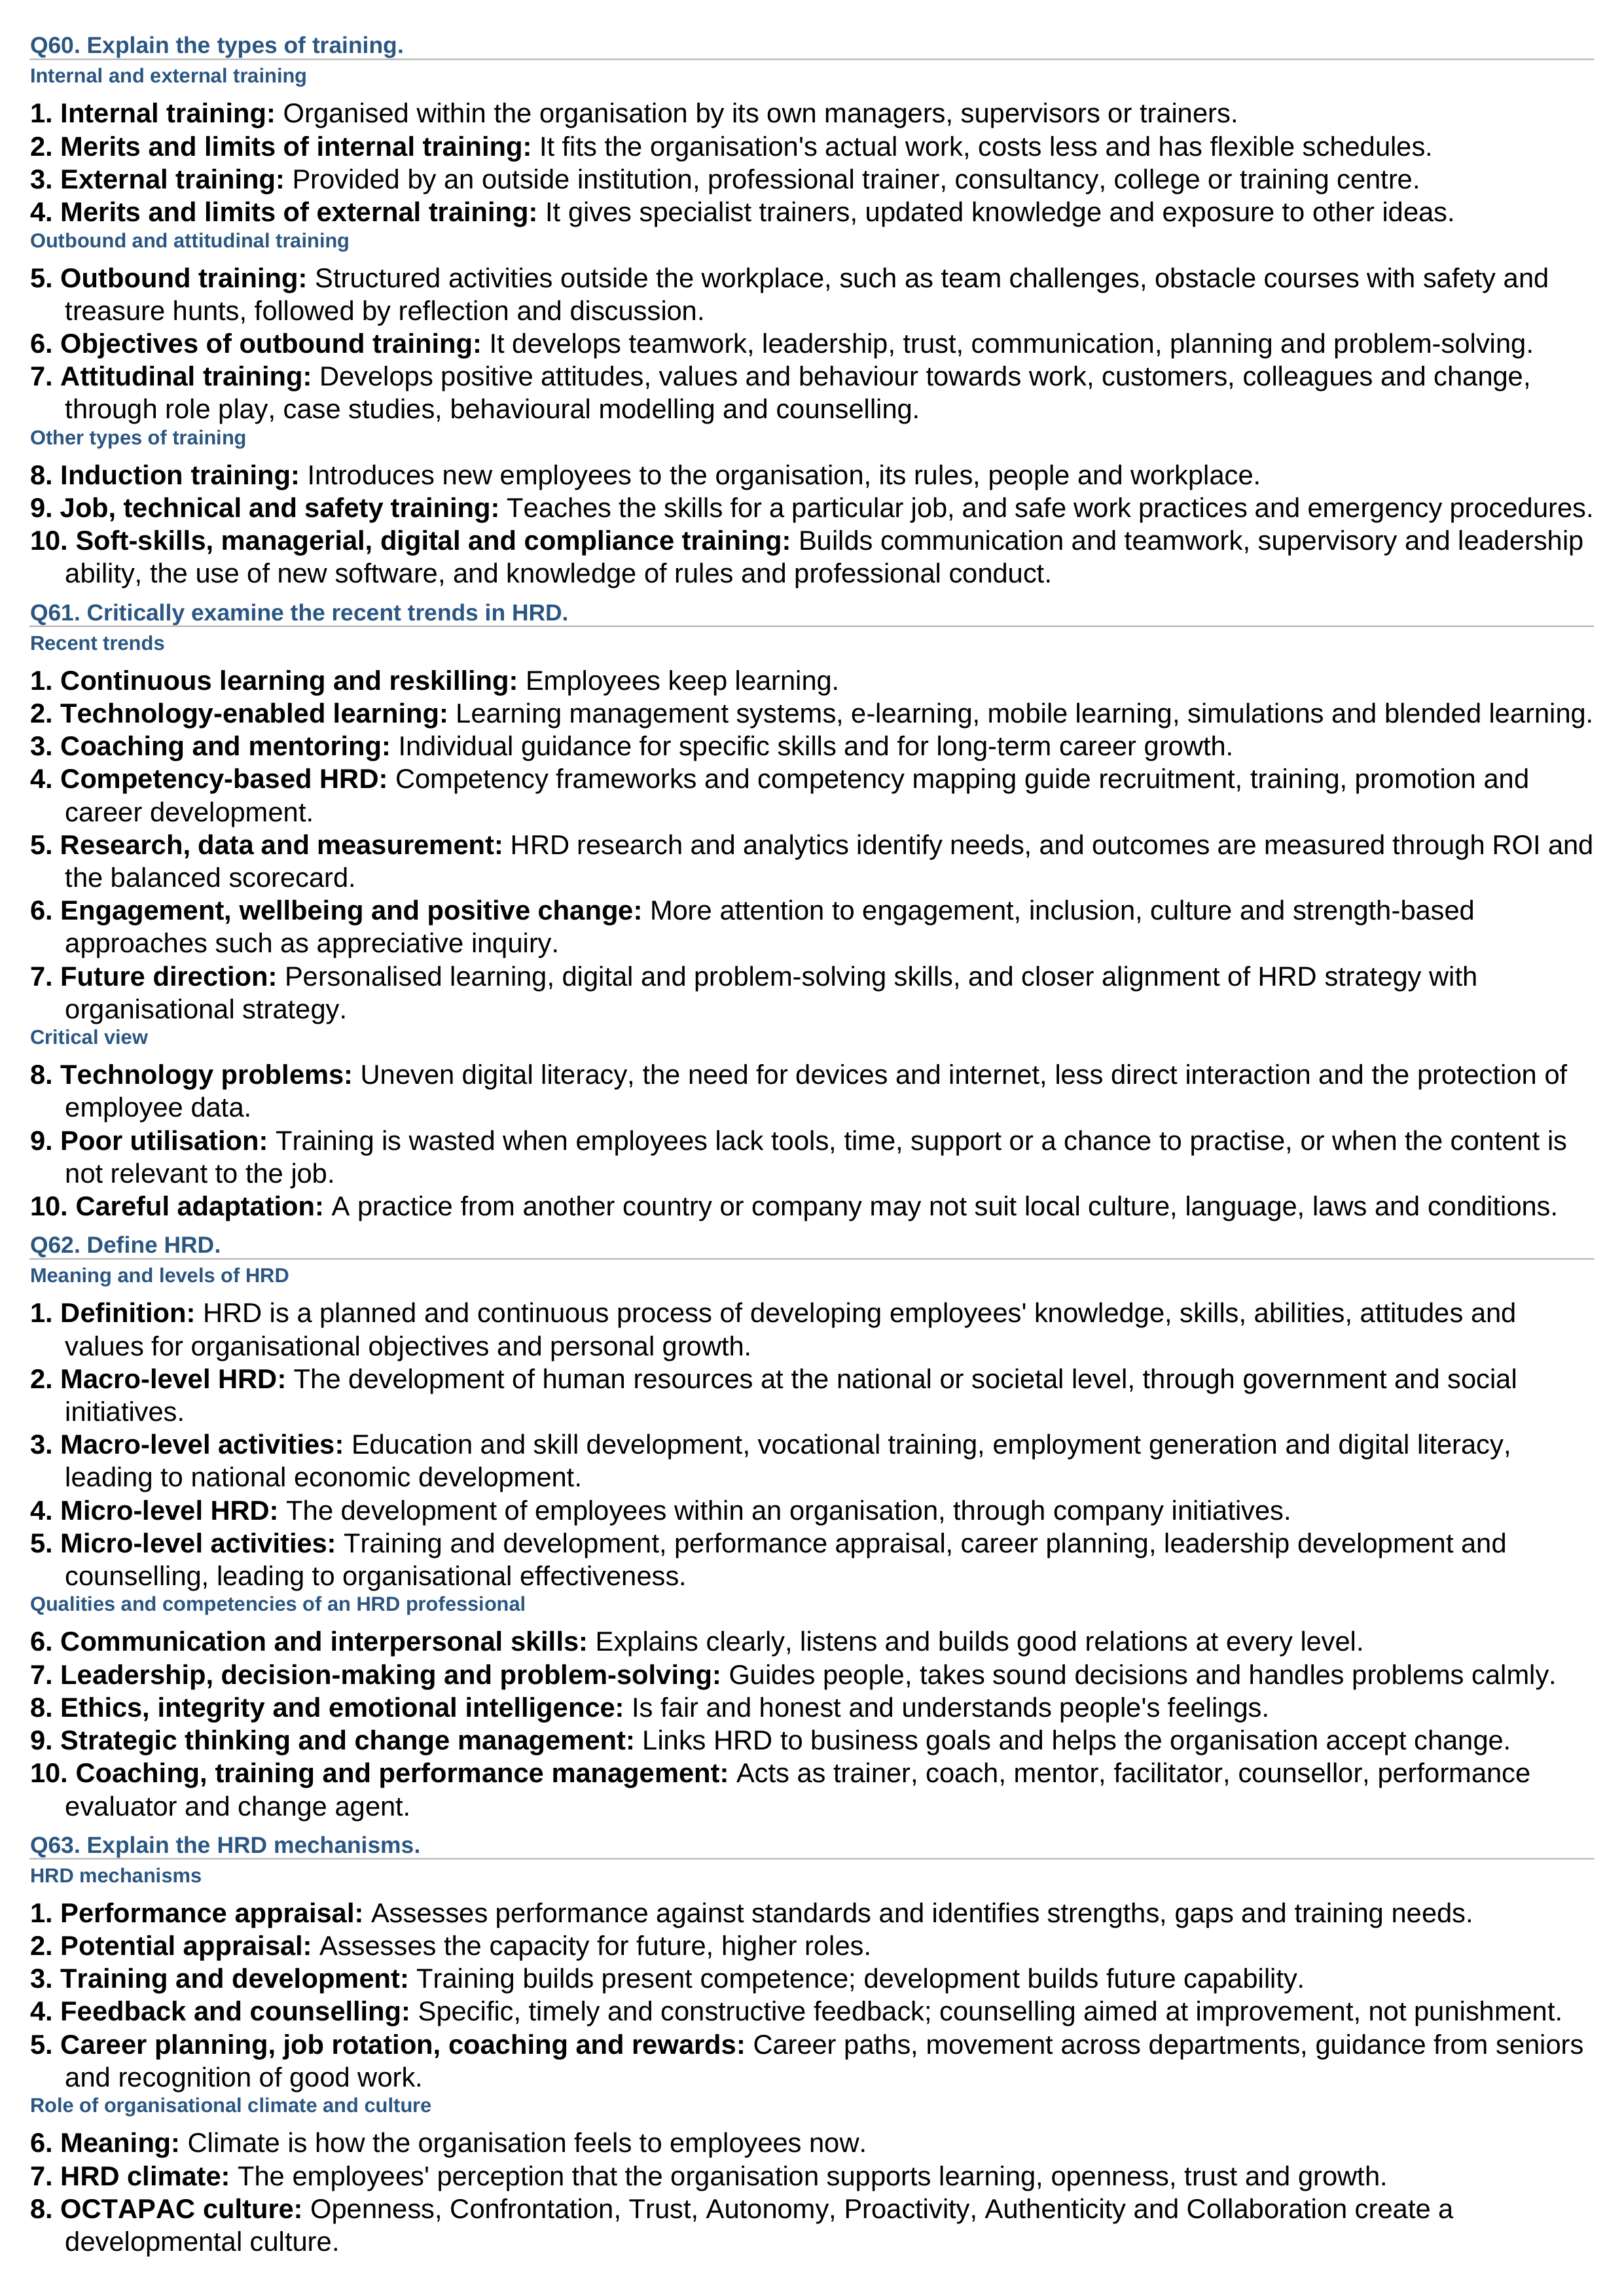 Q60. Explain the types of training.
Internal and external training
1. Internal training: Organised within the organisation by its own managers, supervisors or trainers.
2. Merits and limits of internal training: It fits the organisation's actual work, costs less and has flexible schedules.
3. External training: Provided by an outside institution, professional trainer, consultancy, college or training centre.
4. Merits and limits of external training: It gives specialist trainers, updated knowledge and exposure to other ideas.
Outbound and attitudinal training
5. Outbound training: Structured activities outside the workplace, such as team challenges, obstacle courses with safety and
treasure hunts, followed by reflection and discussion.
6. Objectives of outbound training: It develops teamwork, leadership, trust, communication, planning and problem-solving.
7. Attitudinal training: Develops positive attitudes, values and behaviour towards work, customers, colleagues and change,
through role play, case studies, behavioural modelling and counselling.
Other types of training
8. Induction training: Introduces new employees to the organisation, its rules, people and workplace.
9. Job, technical and safety training: Teaches the skills for a particular job, and safe work practices and emergency procedures.
10. Soft-skills, managerial, digital and compliance training: Builds communication and teamwork, supervisory and leadership
ability, the use of new software, and knowledge of rules and professional conduct.
Q61. Critically examine the recent trends in HRD.
Recent trends
1. Continuous learning and reskilling: Employees keep learning.
2. Technology-enabled learning: Learning management systems, e-learning, mobile learning, simulations and blended learning.
3. Coaching and mentoring: Individual guidance for specific skills and for long-term career growth.
4. Competency-based HRD: Competency frameworks and competency mapping guide recruitment, training, promotion and
career development.
5. Research, data and measurement: HRD research and analytics identify needs, and outcomes are measured through ROI and
the balanced scorecard.
6. Engagement, wellbeing and positive change: More attention to engagement, inclusion, culture and strength-based
approaches such as appreciative inquiry.
7. Future direction: Personalised learning, digital and problem-solving skills, and closer alignment of HRD strategy with
organisational strategy.
Critical view
8. Technology problems: Uneven digital literacy, the need for devices and internet, less direct interaction and the protection of
employee data.
9. Poor utilisation: Training is wasted when employees lack tools, time, support or a chance to practise, or when the content is
not relevant to the job.
10. Careful adaptation: A practice from another country or company may not suit local culture, language, laws and conditions.
Q62. Define HRD.
Meaning and levels of HRD
1. Definition: HRD is a planned and continuous process of developing employees' knowledge, skills, abilities, attitudes and
values for organisational objectives and personal growth.
2. Macro-level HRD: The development of human resources at the national or societal level, through government and social
initiatives.
3. Macro-level activities: Education and skill development, vocational training, employment generation and digital literacy,
leading to national economic development.
4. Micro-level HRD: The development of employees within an organisation, through company initiatives.
5. Micro-level activities: Training and development, performance appraisal, career planning, leadership development and
counselling, leading to organisational effectiveness.
Qualities and competencies of an HRD professional
6. Communication and interpersonal skills: Explains clearly, listens and builds good relations at every level.
7. Leadership, decision-making and problem-solving: Guides people, takes sound decisions and handles problems calmly.
8. Ethics, integrity and emotional intelligence: Is fair and honest and understands people's feelings.
9. Strategic thinking and change management: Links HRD to business goals and helps the organisation accept change.
10. Coaching, training and performance management: Acts as trainer, coach, mentor, facilitator, counsellor, performance
evaluator and change agent.
Q63. Explain the HRD mechanisms.
HRD mechanisms
1. Performance appraisal: Assesses performance against standards and identifies strengths, gaps and training needs.
2. Potential appraisal: Assesses the capacity for future, higher roles.
3. Training and development: Training builds present competence; development builds future capability.
4. Feedback and counselling: Specific, timely and constructive feedback; counselling aimed at improvement, not punishment.
5. Career planning, job rotation, coaching and rewards: Career paths, movement across departments, guidance from seniors
and recognition of good work.
Role of organisational climate and culture
6. Meaning: Climate is how the organisation feels to employees now.
7. HRD climate: The employees' perception that the organisation supports learning, openness, trust and growth.
8. OCTAPAC culture: Openness, Confrontation, Trust, Autonomy, Proactivity, Authenticity and Collaboration create a
developmental culture.